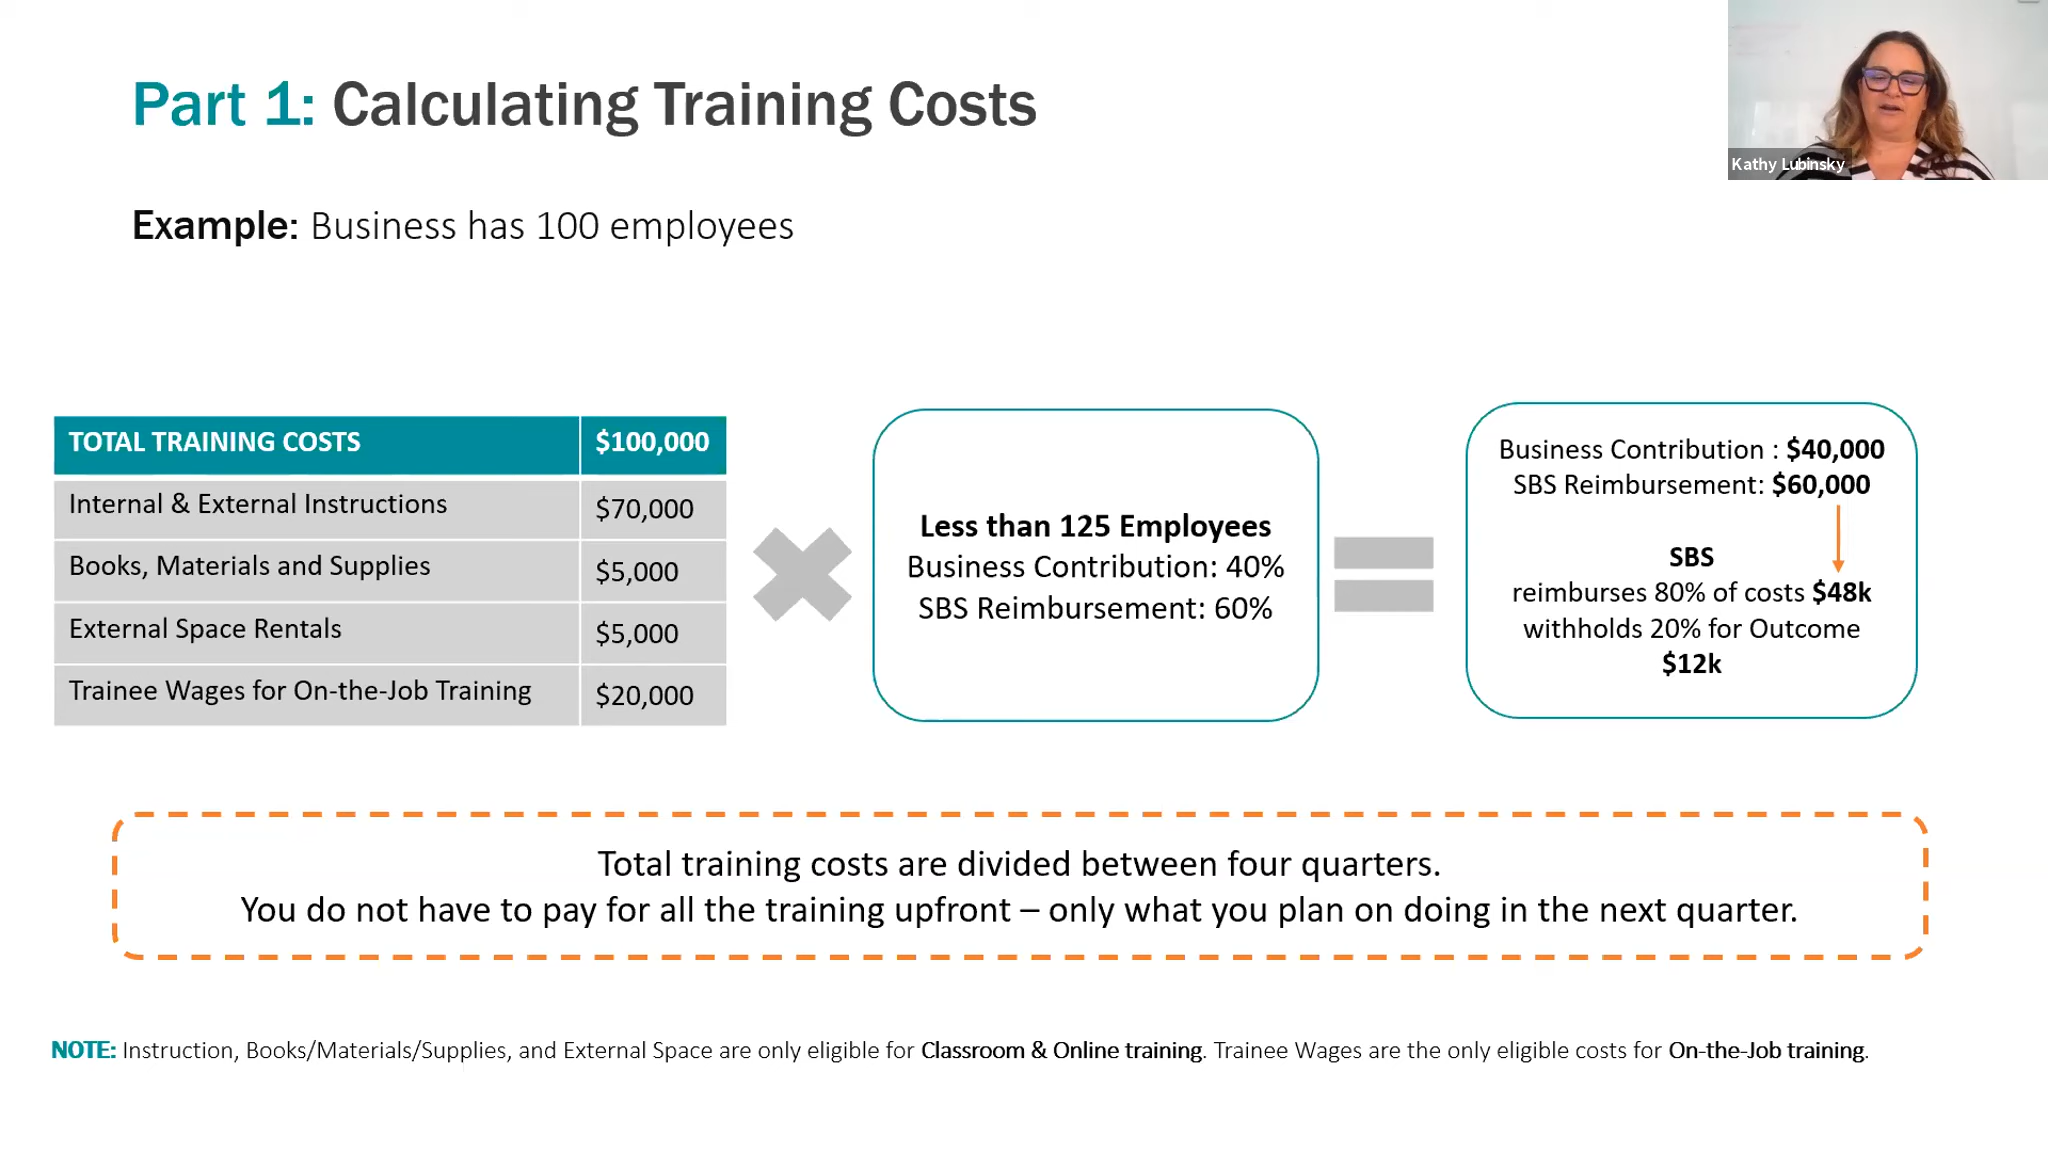 Part 1: Calculating Training Costs
Kathy Lubinsky
Example: Business has 100 employees
TOTAL TRAINING COSTS $100,000
Internal & External Instructions $70,000
Books, Materials and Supplies $5,000
External Space Rentals $5,000
Trainee Wages for On-the-Job Training $20,000
Less than 125 Employees
Business Contribution: 40%
SBS Reimbursement: 60%
Business Contribution : $40,000
SBS Reimbursement: $60,000
SBS
reimburses 80% of costs $48k
withholds 20% for Outcome
$12k
Total training costs are divided between four quarters.
You do not have to pay for all the training upfront – only what you plan on doing in the next quarter.
NOTE: Instruction, Books/Materials/Supplies, and External Space are only eligible for Classroom & Online training. Trainee Wages are the only eligible costs for On-the-Job training.